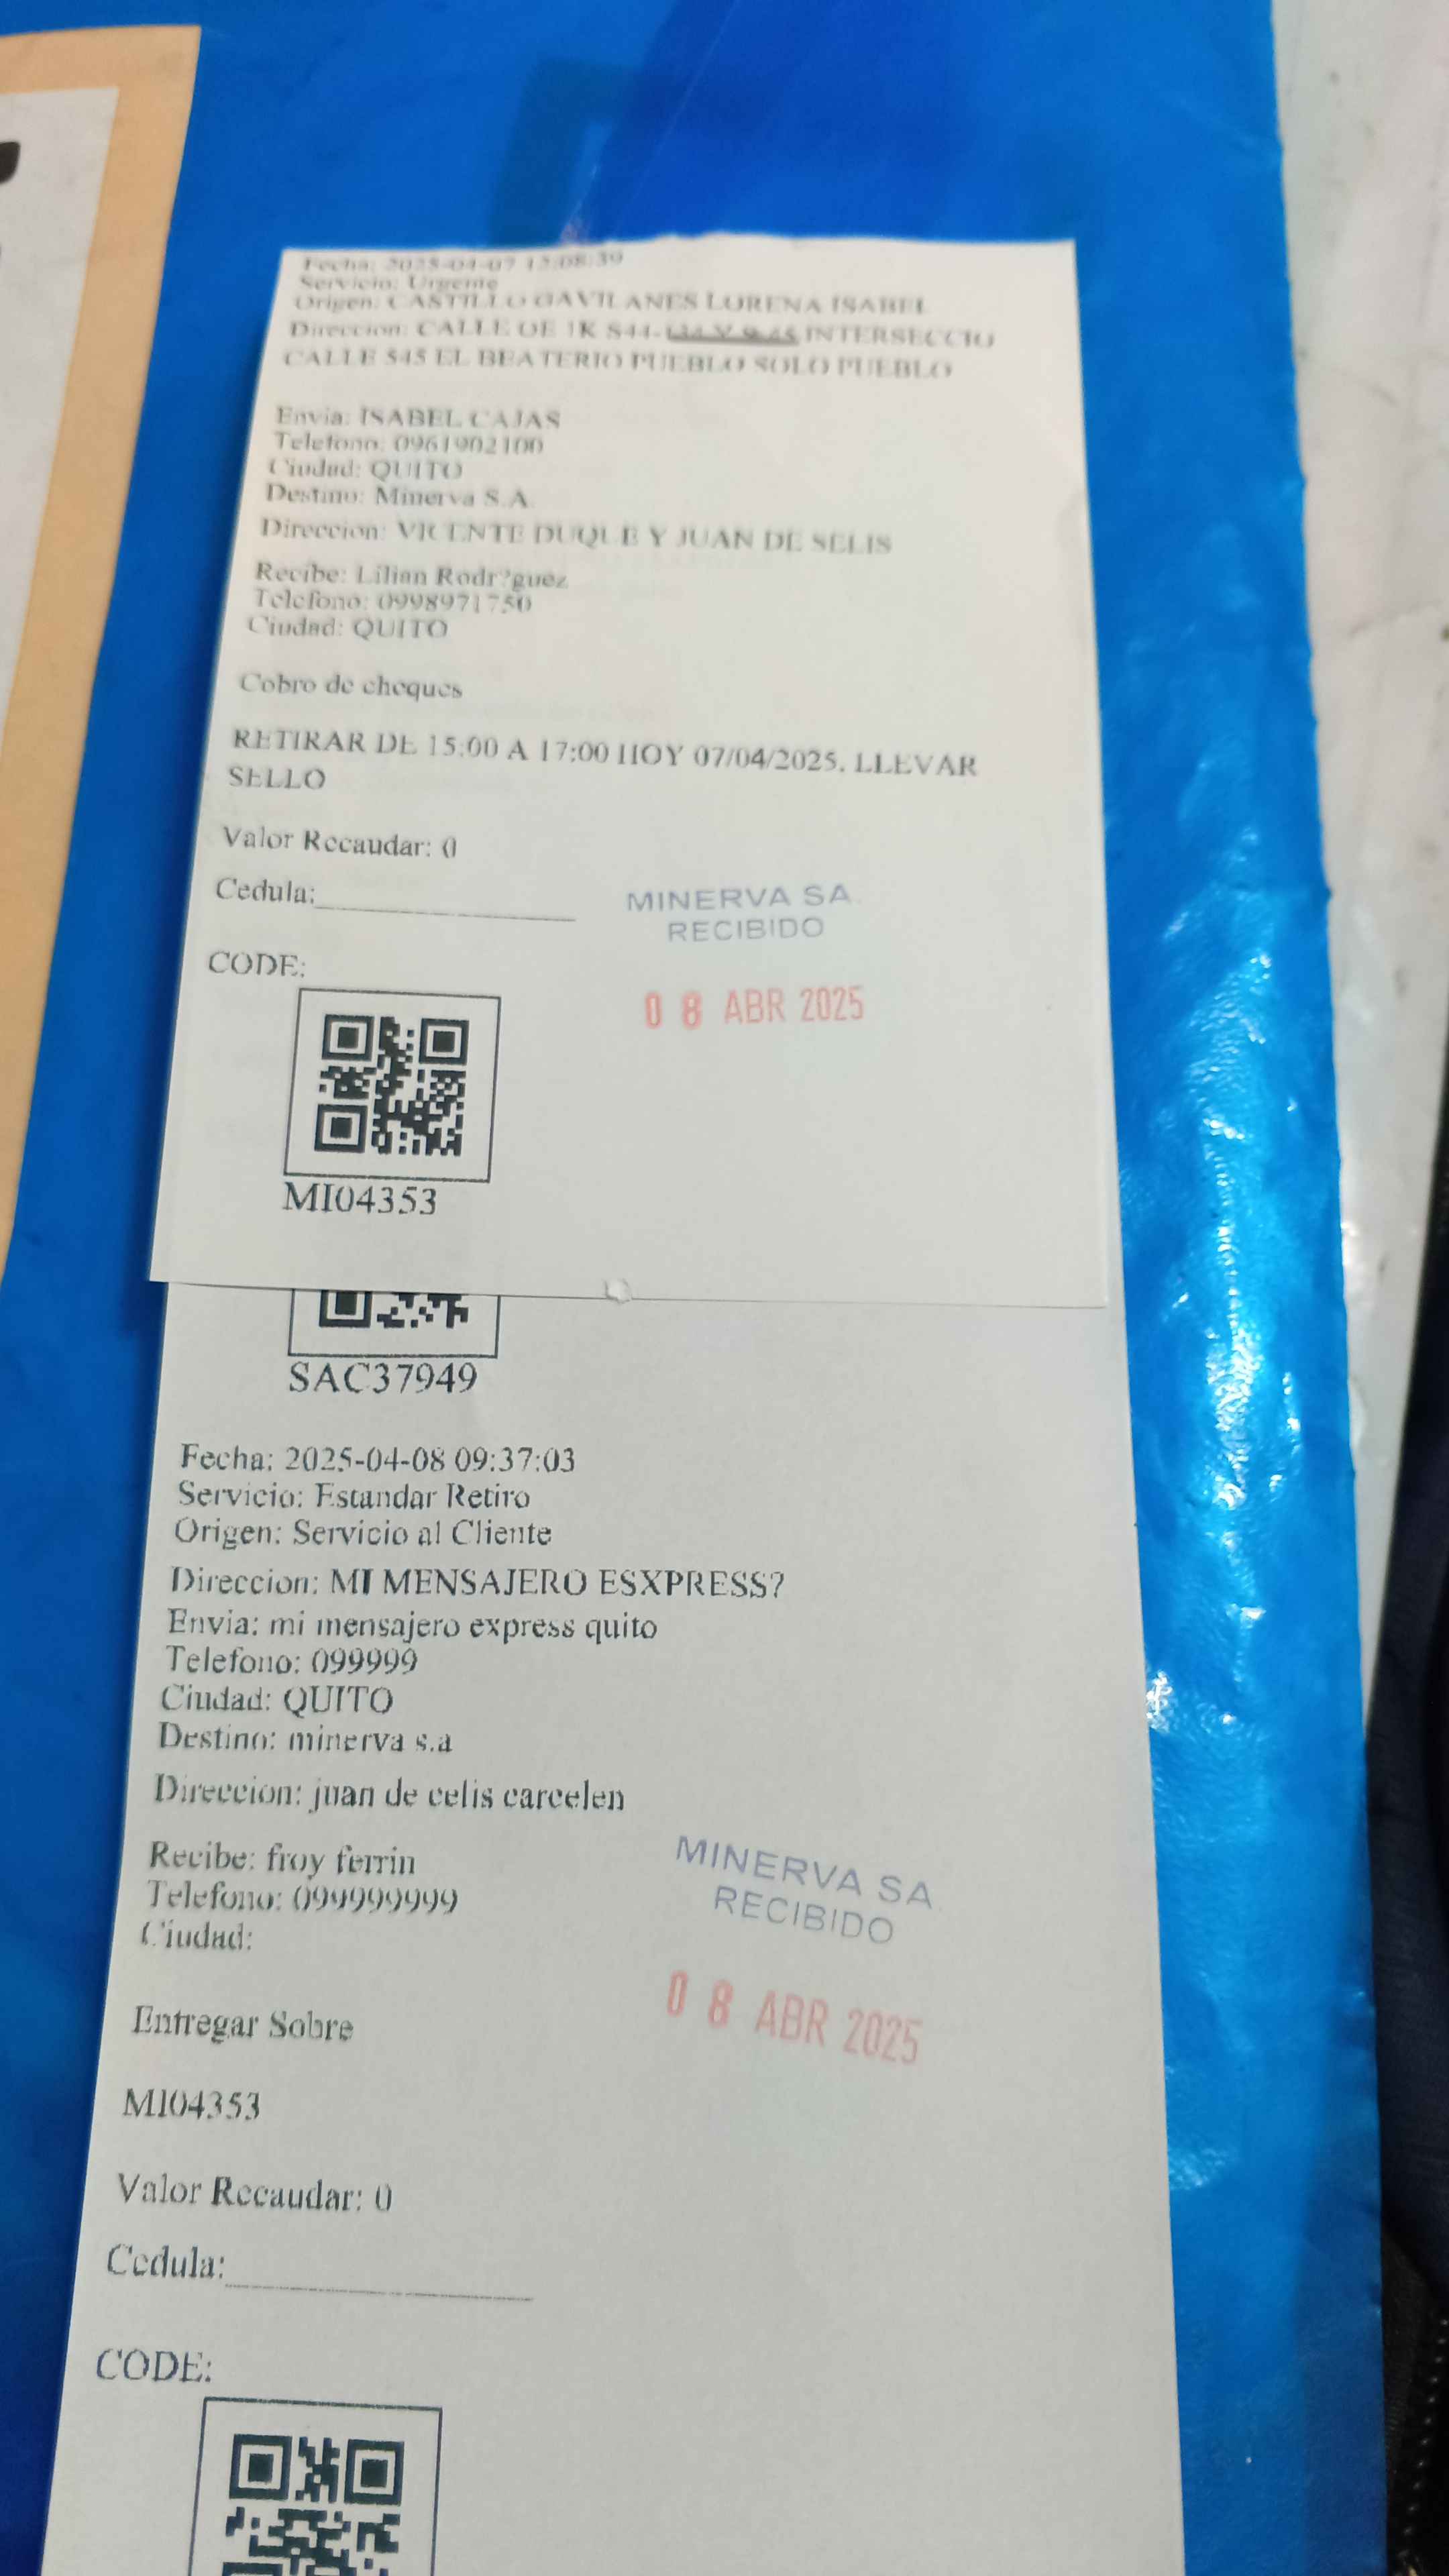 Fecha: 2025-04-07 12:08:39
Servicio: Urgente
Origen: CASTILLO GAVILANES LORENA ISABEL
Direccion: CALLE OE 1K S44-134 Y INTERSECCIO
CALLE S45 EL BEATERIO PUEBLO SOLO PUEBLO
Envia: ISABEL CAJAS
Telefono: 0961902100
Ciudad: QUITO
Destino: Minerva S.A.
Direccion: VICENTE DUQUE Y JUAN DE SELIS
Recibe: Lilian Rodr?guez
Telefono: 0998971750
Ciudad: QUITO
Cobro de cheques
RETIRAR DE 15:00 A 17:00 HOY 07/04/2025. LLEVAR
SELLO
Valor Recaudar: 0
Cedula:
MINERVA SA.
RECIBIDO
CODE:
08 ABR 2025
MI04353
SAC37949
Fecha: 2025-04-08 09:37:03
Servicio: Estandar Retiro
Origen: Servicio al Cliente
Direccion: MI MENSAJERO ESXPRESS?
Envia: mi mensajero express quito
Telefono: 099999
Ciudad: QUITO
Destino: minerva s.a
Direccion: juan de celis carcelen
Recibe: froy ferrin
Telefono: 099999999
Ciudad:
MINERVA SA.
RECIBIDO
08 ABR 2025
Entregar Sobre
MI04353
Valor Recaudar: 0
Cedula:
CODE: